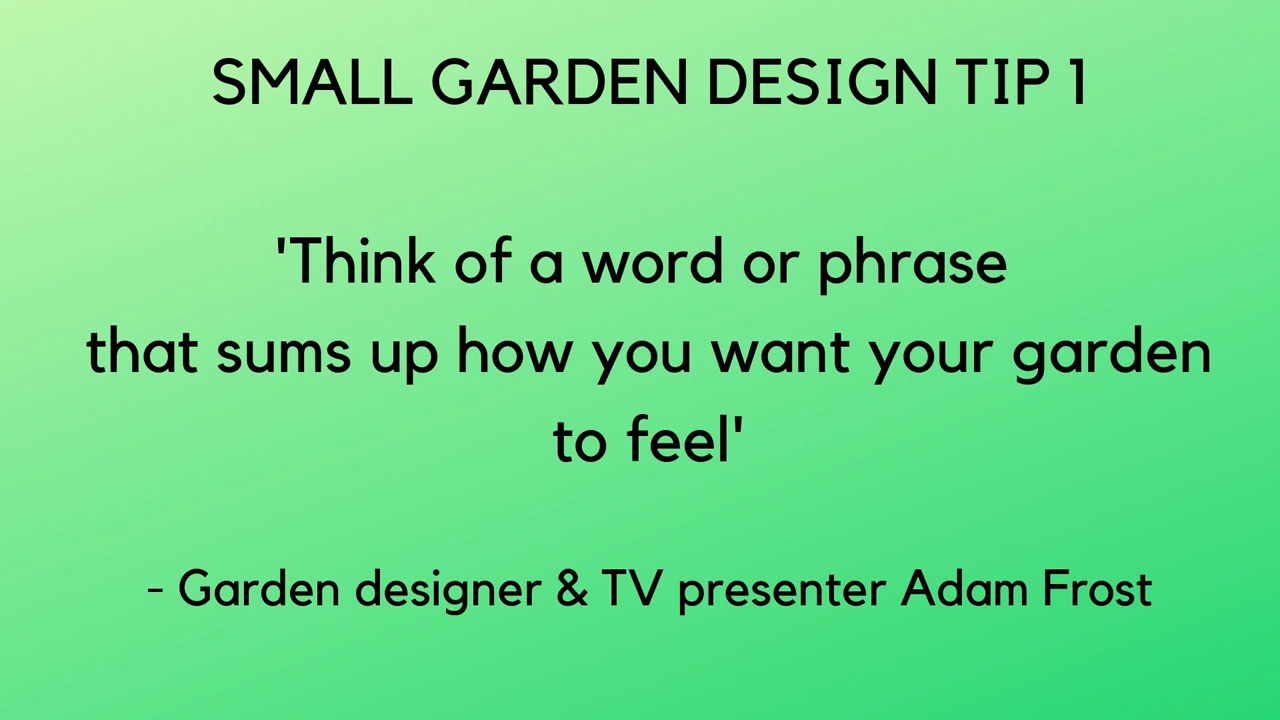 SMALL GARDEN DESIGN TIP 1
'Think of a word or phrase
that sums up how you want your garden
to feel'
- Garden designer & TV presenter Adam Frost